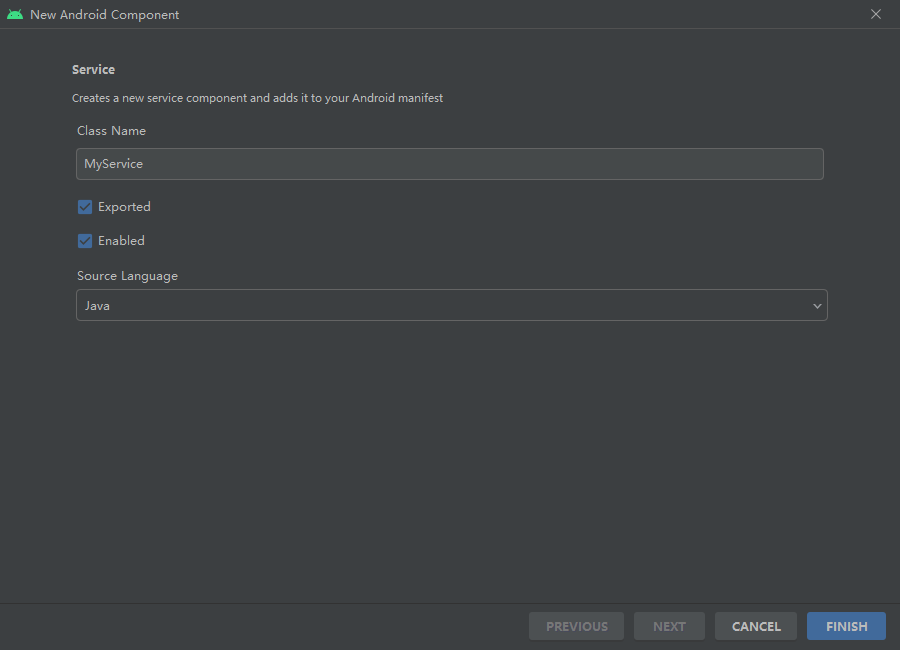 New Android Component
Service
Creates a new service component and adds it to your Android manifest
Class Name
MyService
Exported
Enabled
Source Language
Java
PREVIOUS NEXT CANCEL FINISH